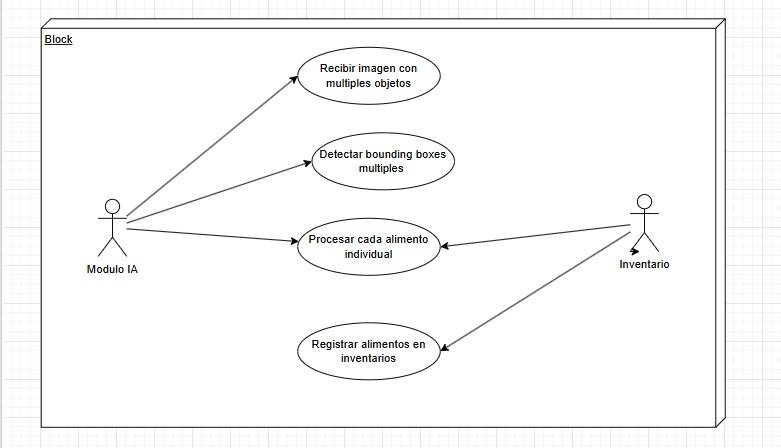 Block
Recibir imagen con
multiples objetos
Detectar bounding boxes
multiples
Procesar cada alimento
individual
Modulo IA
Inventario
Registrar alimentos en
inventarios